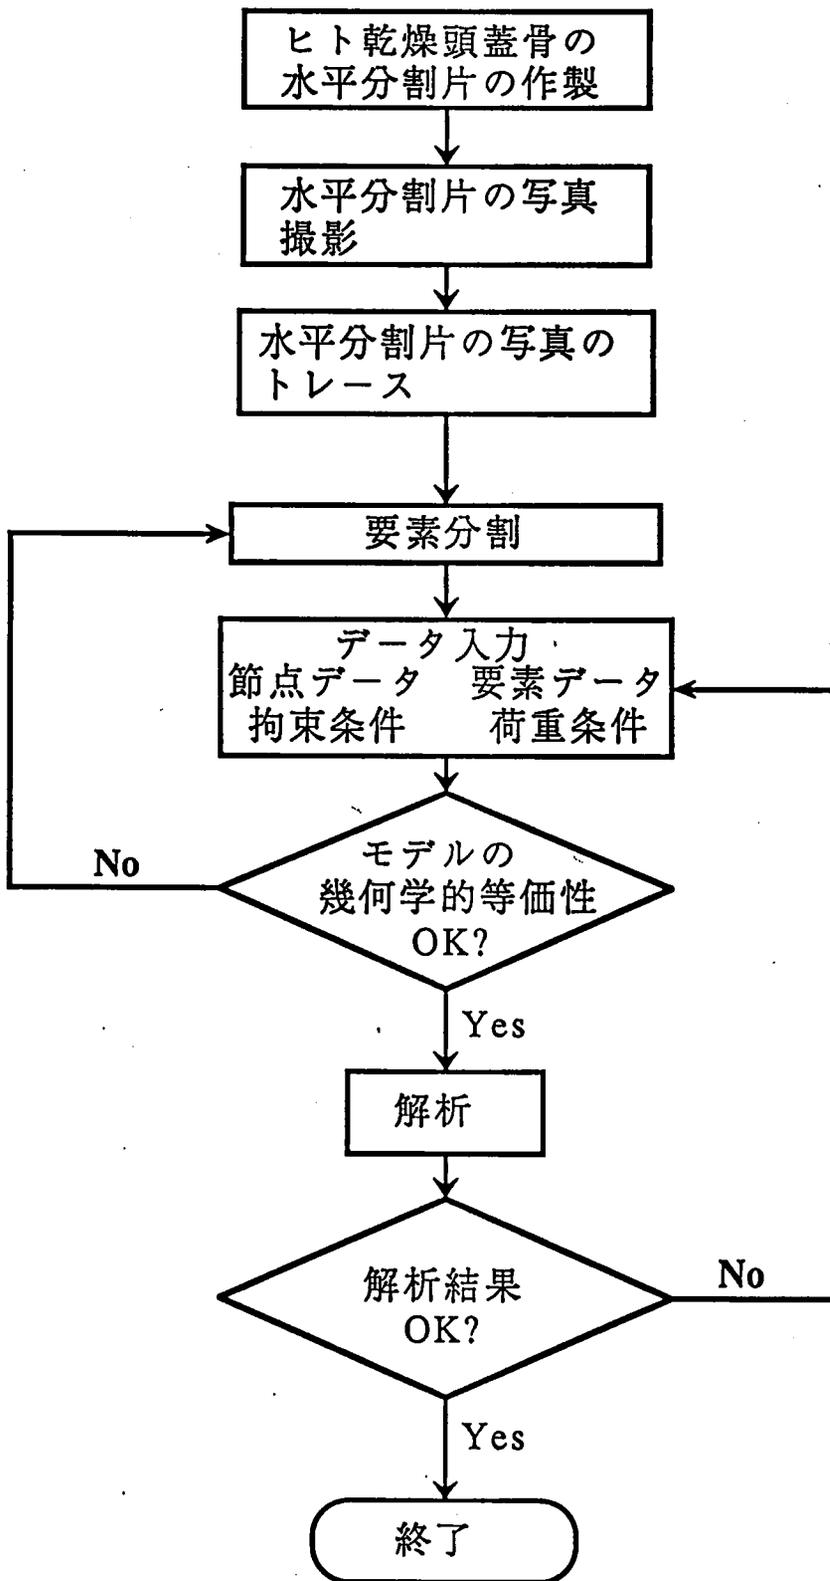 ヒト乾燥頭蓋骨の
水平分割片の作製
水平分割片の写真
撮影
水平分割片の写真の
トレース
要素分割
データ入力
節点データ 要素データ
拘束条件 荷重条件
モデルの
幾何学的等価性
OK?
No
Yes
解析
解析結果
OK?
No
Yes
終了